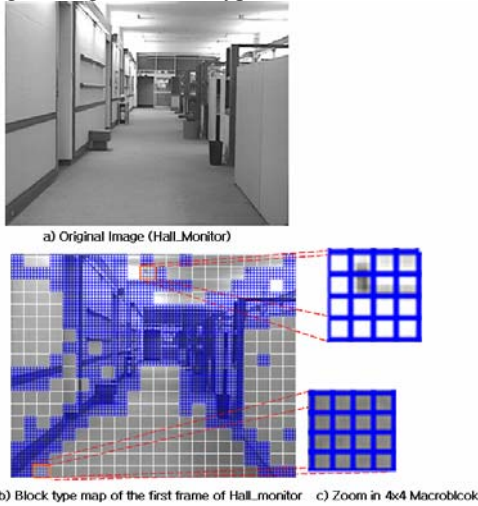 a) Original Image (Hall_Monitor)
b) Block type map of the first frame of Hall_monitor c) Zoom in 4x4 Macroblcok